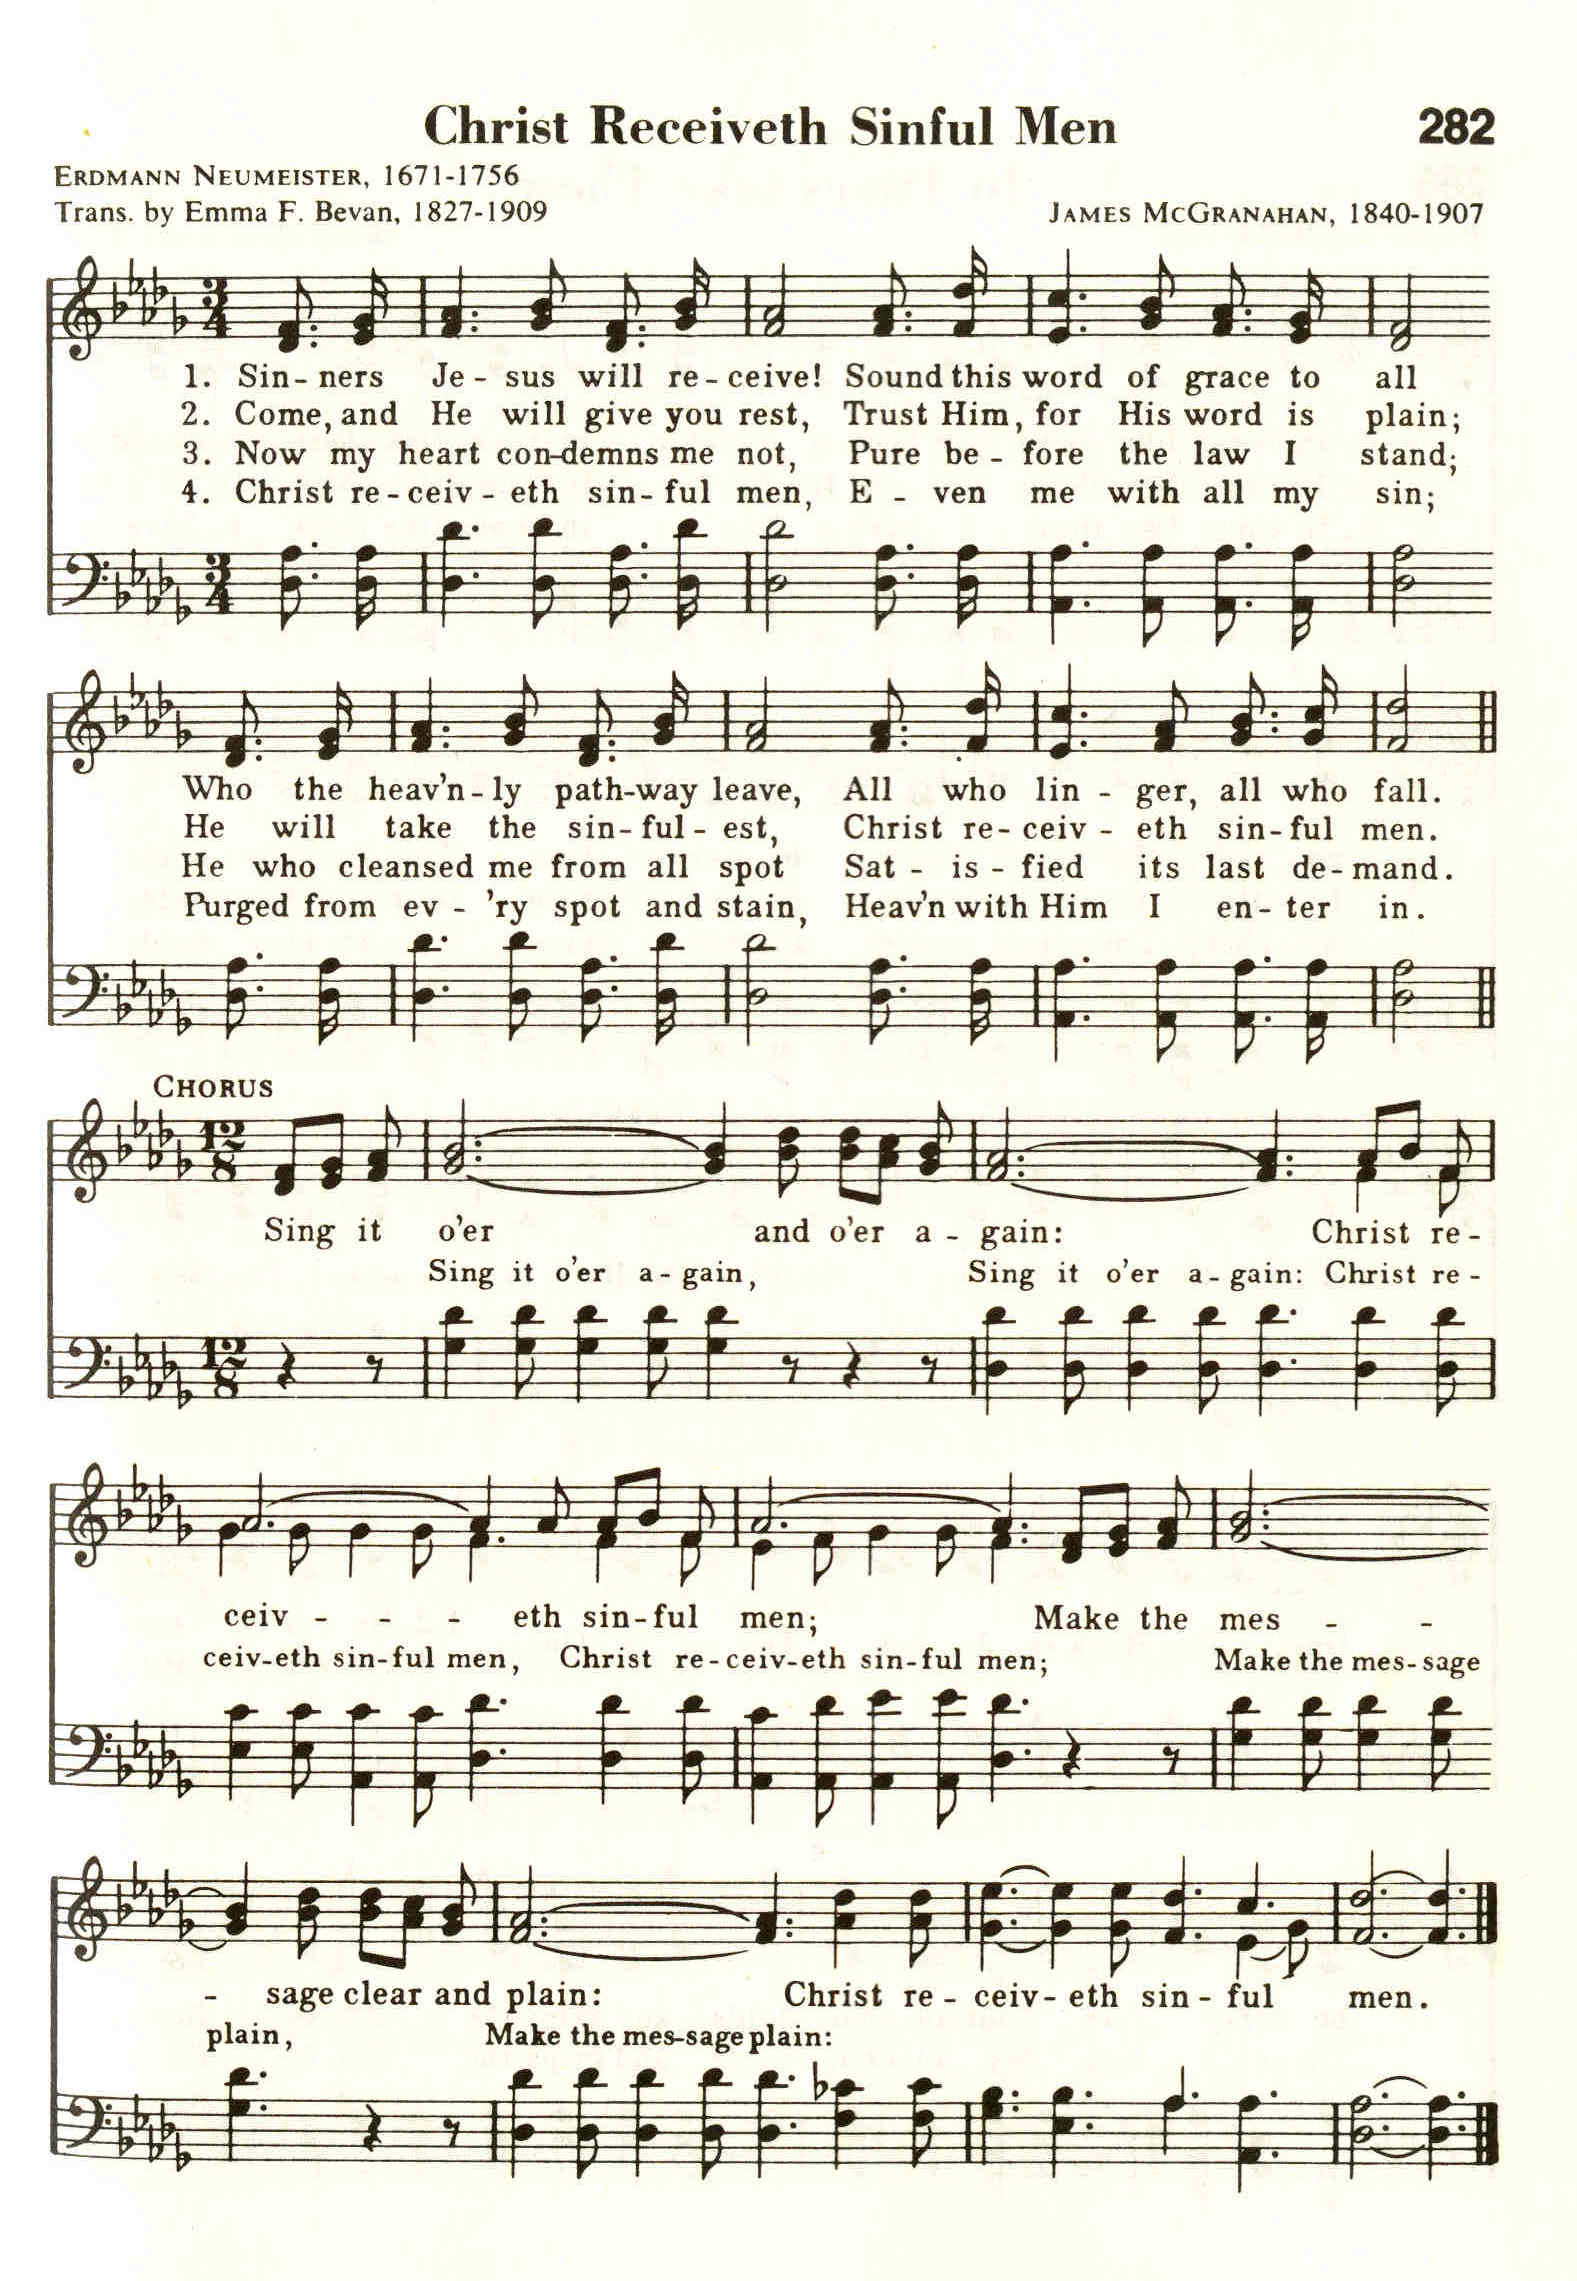 Christ Receiveth Sinful Men 282
ERDMANN NEUMEISTER, 1671-1756
Trans. by Emma F. Bevan, 1827-1909
JAMES MCGRANAHAN, 1840-1907
3/4
1. Sin-ners Je-sus will re-ceive! Sound this word of grace to all
2. Come, and He will give you rest, Trust Him, for His word is plain;
3. Now my heart con-demns me not, Pure be-fore the law I stand;
4. Christ re-ceiv-eth sin-ful men, E-ven me with all my sin;
3/4
Who the heav'n-ly path-way leave, All who lin-ger, all who fall.
He will take the sin-ful-est, Christ re-ceiv-eth sin-ful men.
He who cleansed me from all spot Sat-is-fied its last de-mand.
Purged from ev-'ry spot and stain, Heav'n with Him I en-ter in.
CHORUS
12/8
Sing it o'er and o'er a-gain: Christ re-
Sing it o'er a-gain, Sing it o'er a-gain: Christ re-
12/8
ceiv - - - eth sin-ful men; Make the mes - -
ceiv-eth sin-ful men, Christ re-ceiv-eth sin-ful men; Make the mes-sage
- sage clear and plain: Christ re-ceiv-eth sin-ful men.
plain, Make the mes-sage plain: